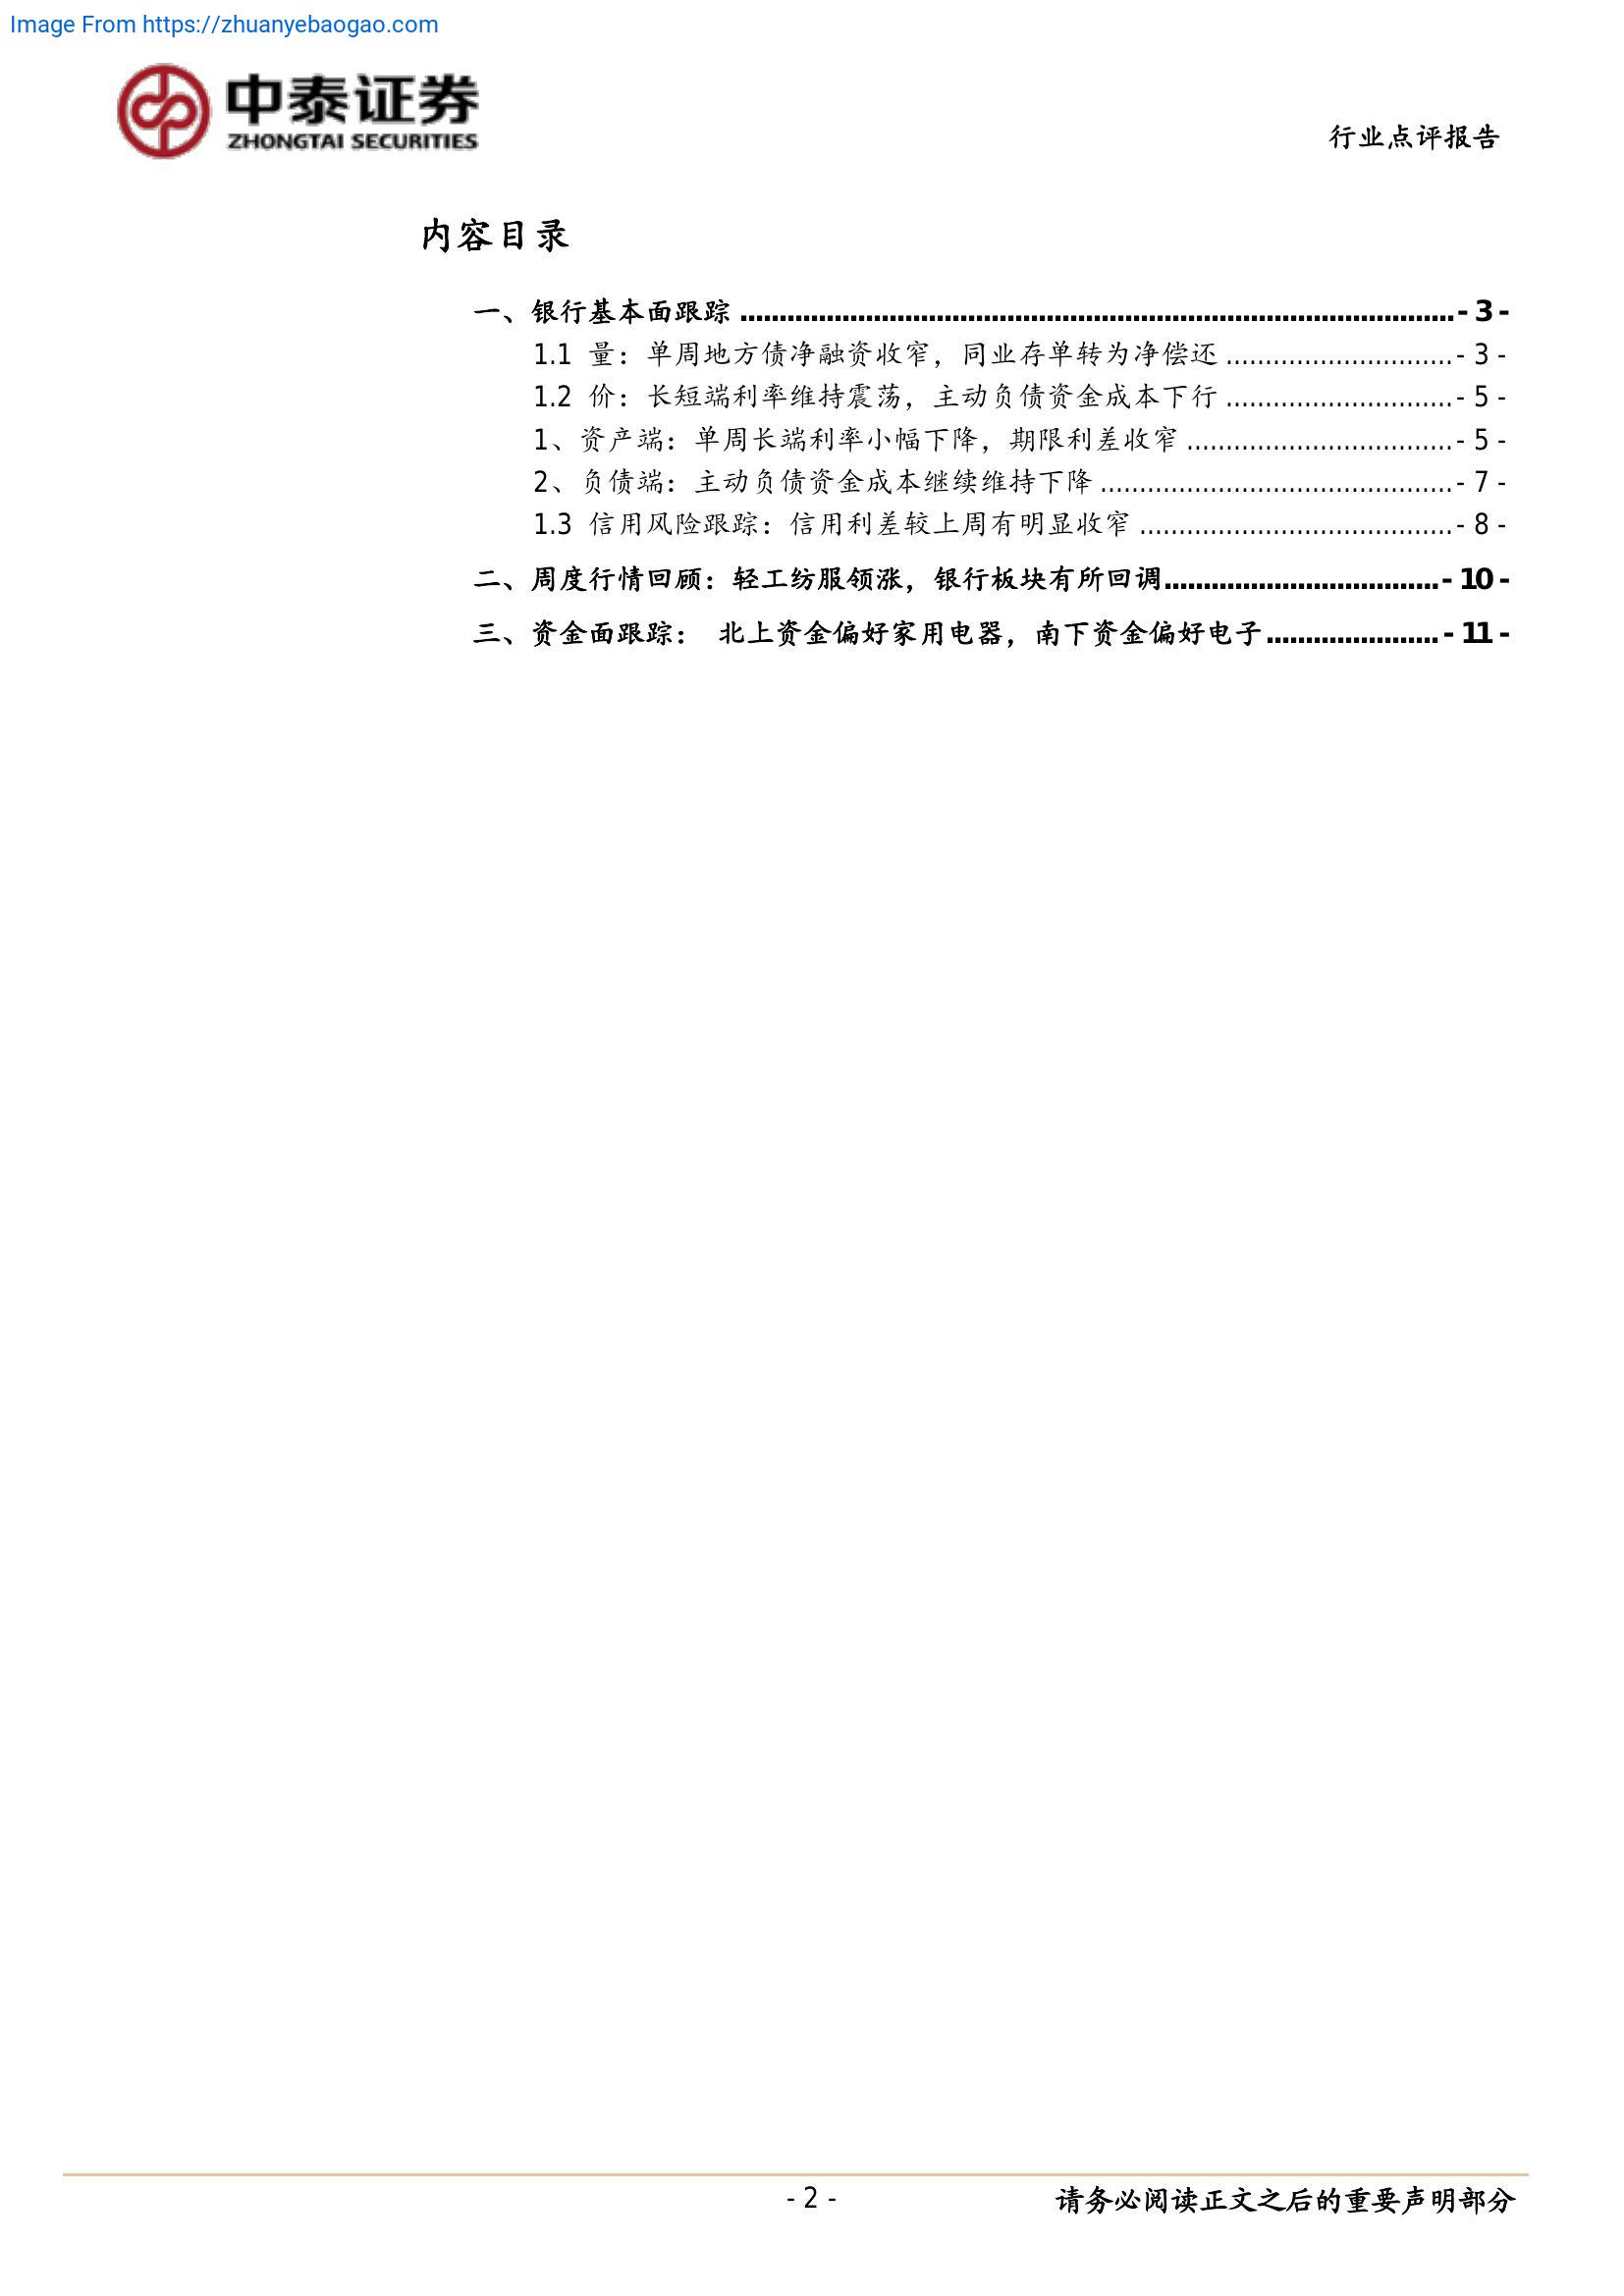 Image From https://zhuanyebaogao.com
中泰证券
ZHONGTAI SECURITIES
行业点评报告
内容目录
一、银行基本面跟踪 ........................................................................................... - 3 -
1.1 量：单周地方债净融资收窄，同业存单转为净偿还 ............................. - 3 -
1.2 价：长短端利率维持震荡，主动负债资金成本下行 ............................. - 5 -
1、资产端：单周长端利率小幅下降，期限利差收窄 .................................. - 5 -
2、负债端：主动负债资金成本继续维持下降 ............................................. - 7 -
1.3 信用风险跟踪：信用利差较上周有明显收窄 ........................................ - 8 -
二、周度行情回顾：轻工纺服领涨，银行板块有所回调................................... - 10 -
三、资金面跟踪： 北上资金偏好家用电器，南下资金偏好电子...................... - 11 -
- 2 -
请务必阅读正文之后的重要声明部分